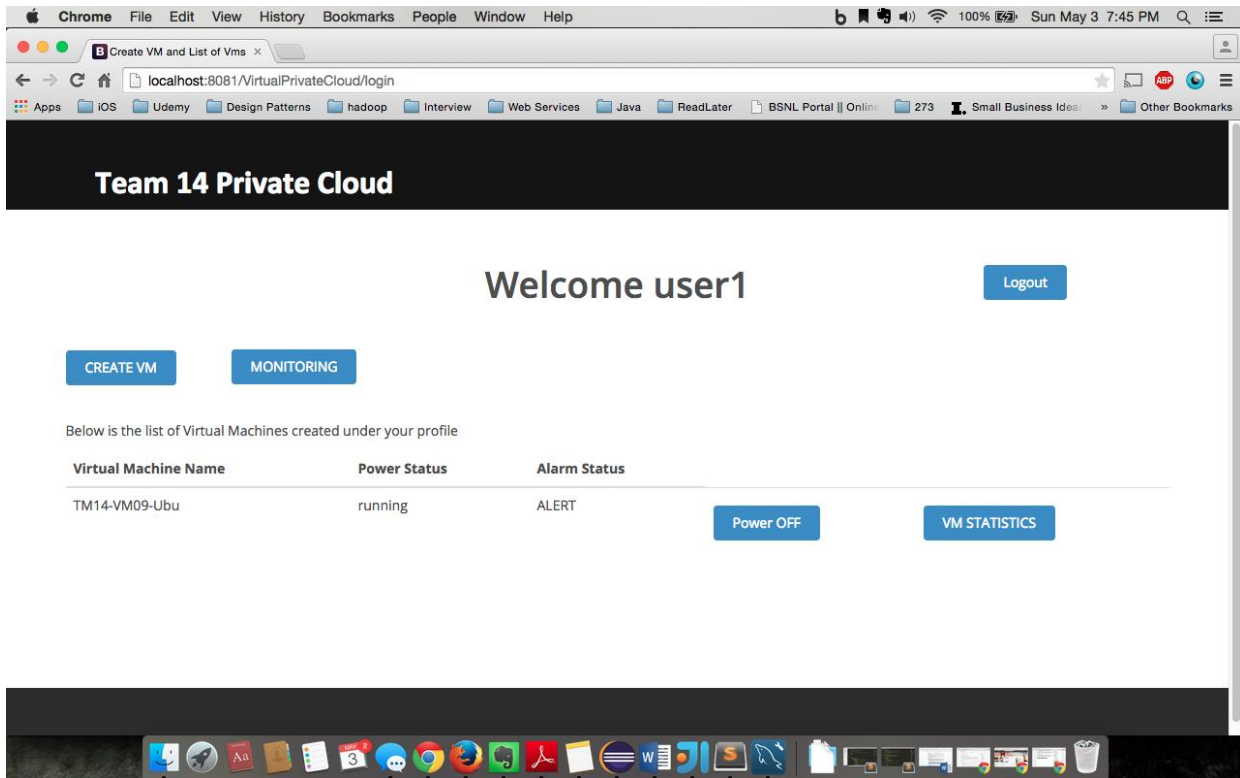 Chrome File Edit View History Bookmarks People Window Help 100% Sun May 3 7:45 PM
B Create VM and List of Vms ×
localhost:8081/VirtualPrivateCloud/login ABP
Apps iOS Udemy Design Patterns hadoop Interview Web Services Java ReadLater BSNL Portal || Online 273 I. Small Business Idea » Other Bookmarks
Team 14 Private Cloud
Welcome user1
Logout
CREATE VM MONITORING
Below is the list of Virtual Machines created under your profile
Virtual Machine Name Power Status Alarm Status
TM14-VM09-Ubu running ALERT
Power OFF VM STATISTICS
Aa 3 W S